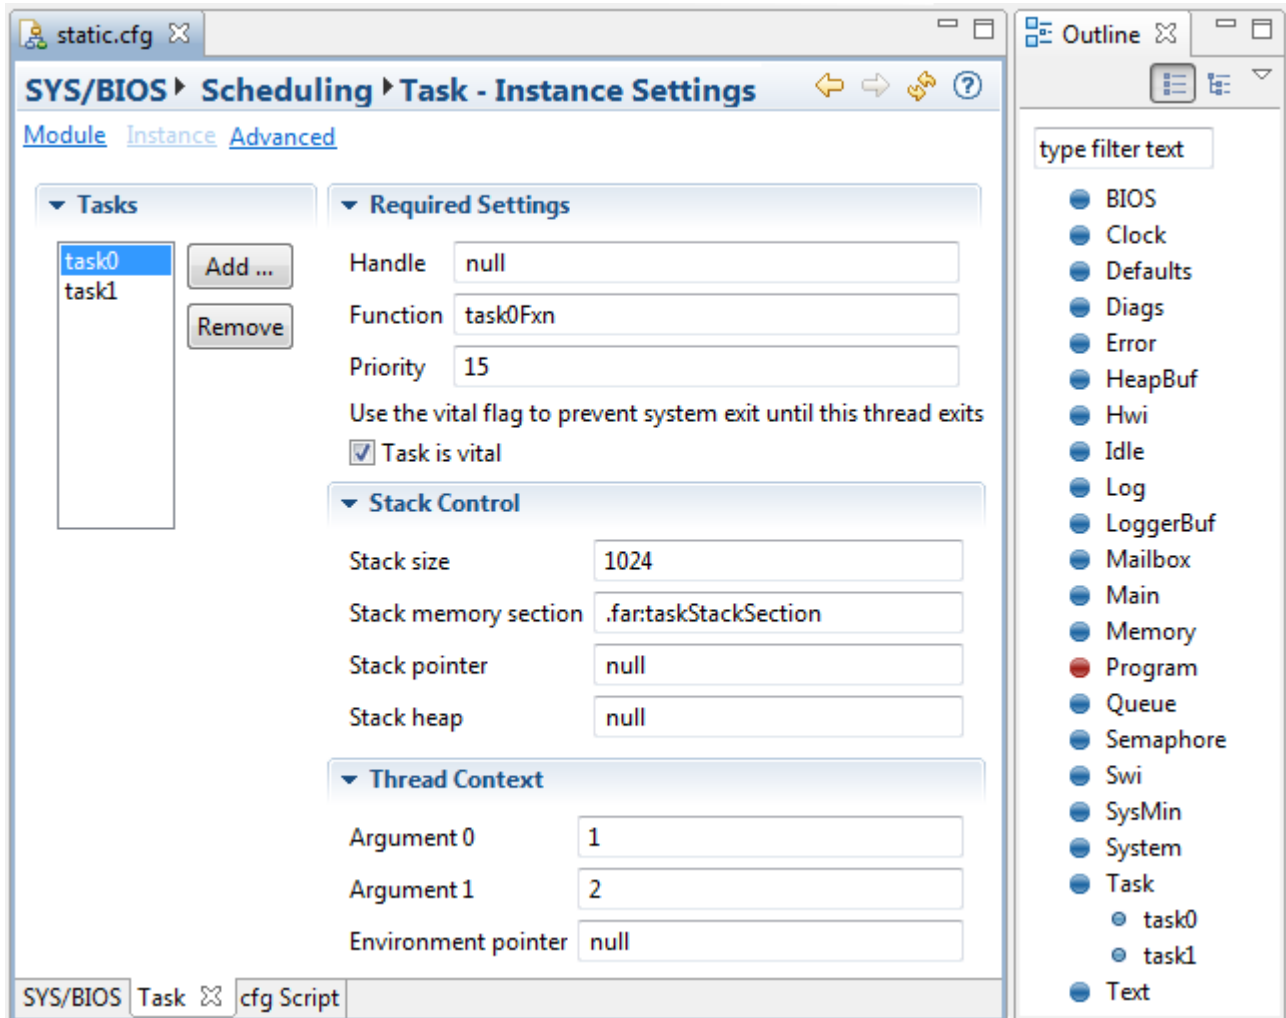 static.cfg
SYS/BIOS Scheduling Task - Instance Settings
Module Instance Advanced
Tasks
task0
task1
Add ...
Remove
Required Settings
Handle null
Function task0Fxn
Priority 15
Use the vital flag to prevent system exit until this thread exits
Task is vital
Stack Control
Stack size 1024
Stack memory section .far:taskStackSection
Stack pointer null
Stack heap null
Thread Context
Argument 0 1
Argument 1 2
Environment pointer null
SYS/BIOS Task cfg Script
Outline
type filter text
BIOS
Clock
Defaults
Diags
Error
HeapBuf
Hwi
Idle
Log
LoggerBuf
Mailbox
Main
Memory
Program
Queue
Semaphore
Swi
SysMin
System
Task
task0
task1
Text